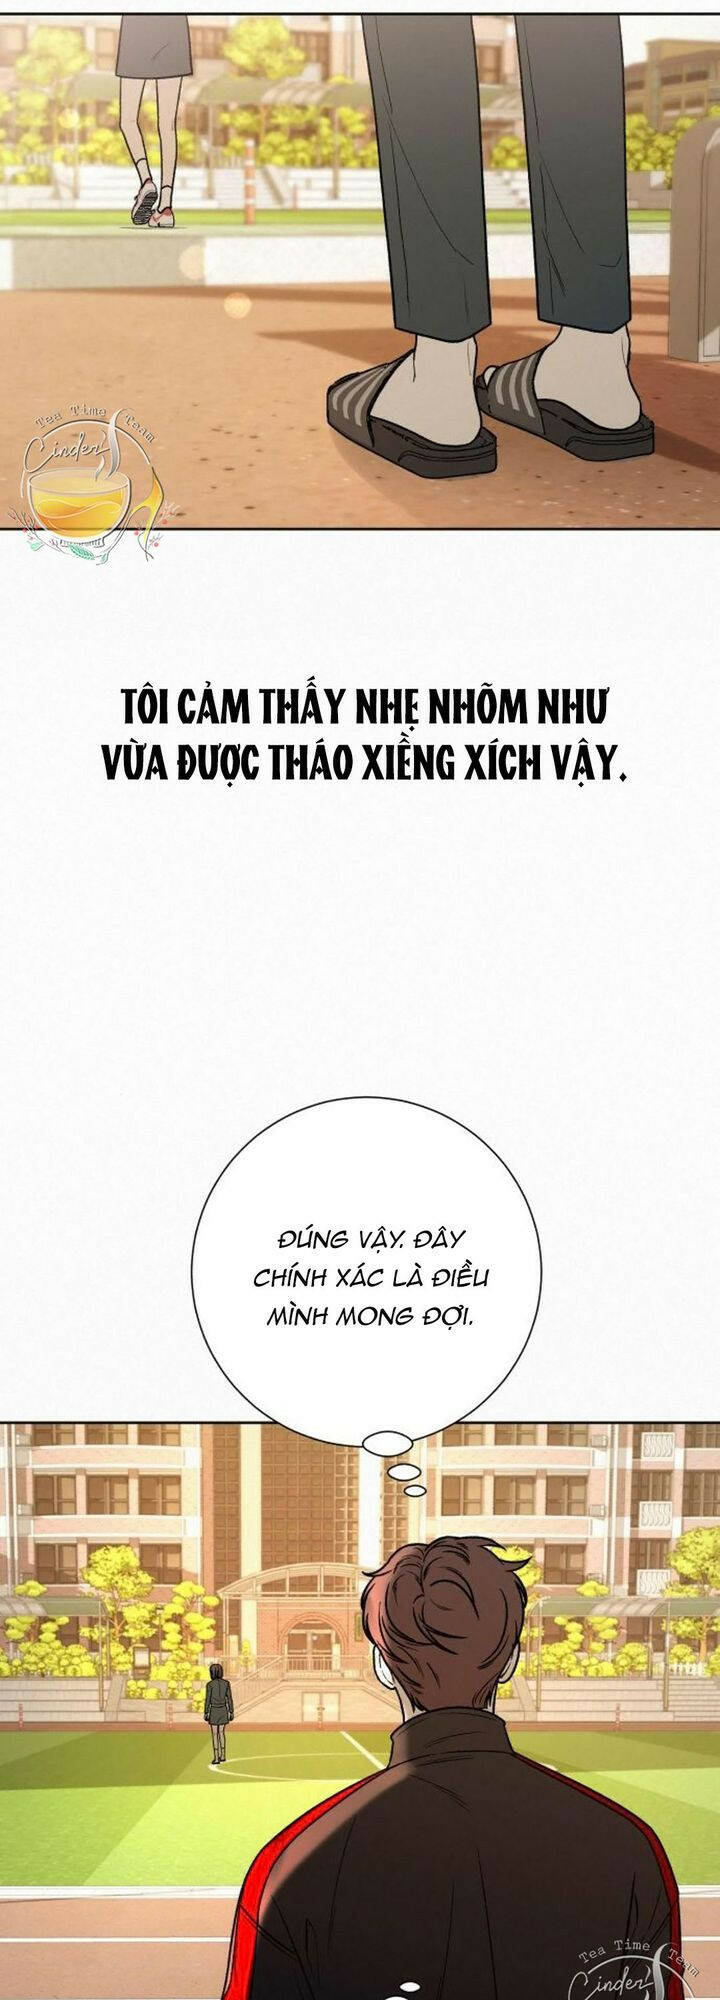 Tea Time Team
Cinder
TÔI CẢM THẤY NHẸ NHÕM NHƯ
VỪA ĐƯỢC THÁO XIỀNG XÍCH VẬY.
ĐÚNG VẬY. ĐÂY
CHÍNH XÁC LÀ ĐIỀU
MÌNH MONG ĐỢI.
Tea Time Team
Cinder